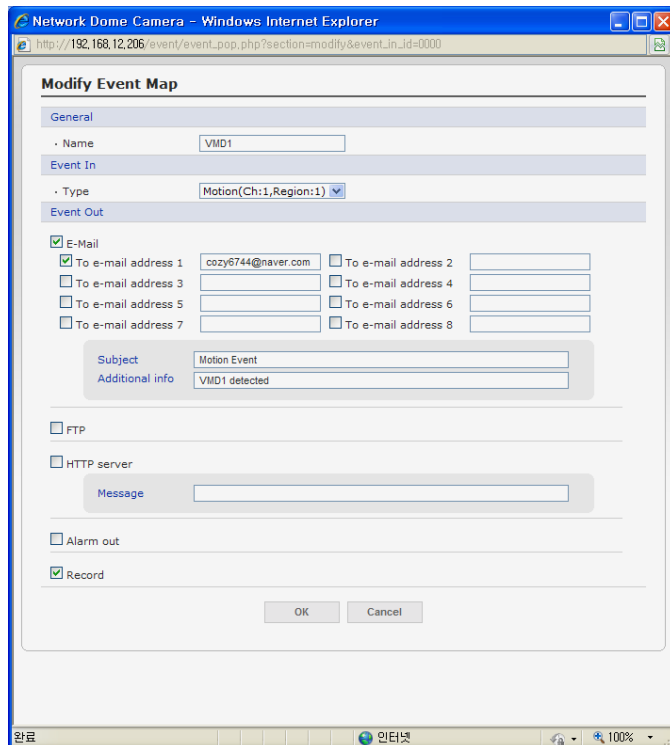 Network Dome Camera - Windows Internet Explorer
http://192,168,12,206/event/event_pop,php?section=modify&event_in_id=0000
Modify Event Map
General
· Name VMD1
Event In
· Type Motion(Ch:1,Region:1)
Event Out
E-Mail
To e-mail address 1 cozy6744@naver.com To e-mail address 2
To e-mail address 3 To e-mail address 4
To e-mail address 5 To e-mail address 6
To e-mail address 7 To e-mail address 8
Subject Motion Event
Additional info VMD1 detected
FTP
HTTP server
Message
Alarm out
Record
OK Cancel
완료 인터넷 100%